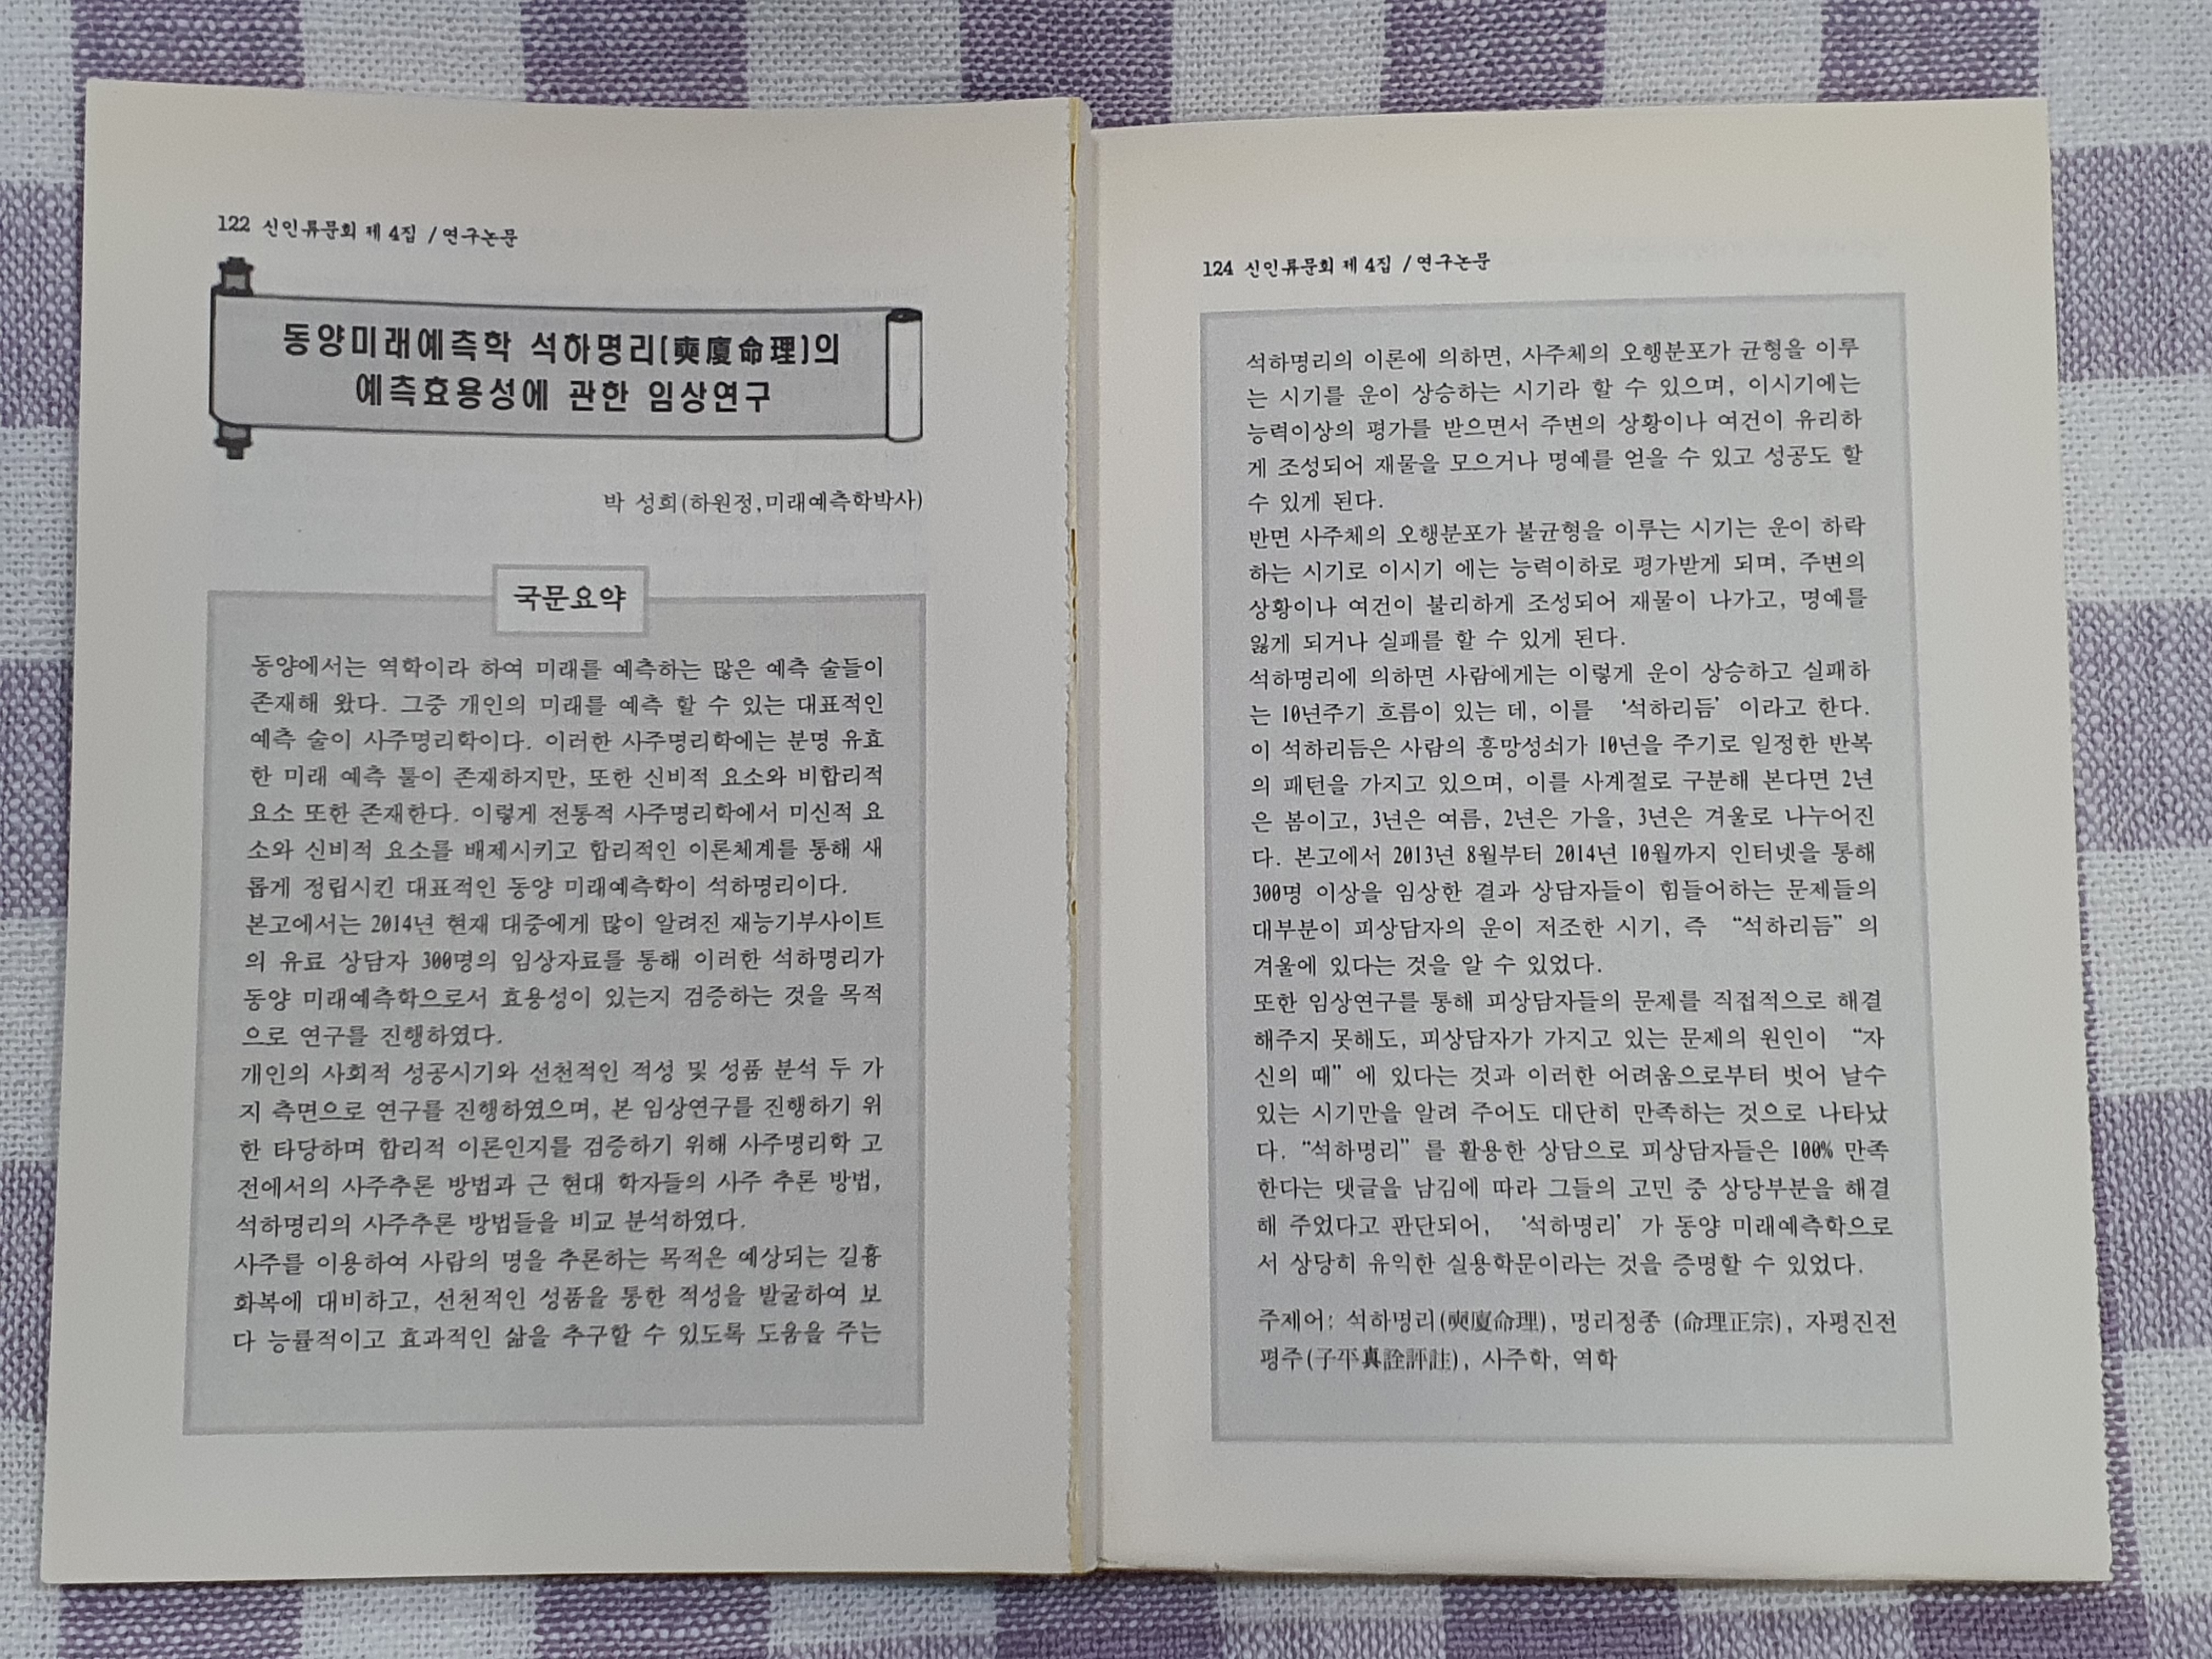 122 신인류문회 제 4집 / 연구논문
동양미래예측학 석하명리(奭廈命理)의
예측효용성에 관한 임상연구
박 성희(하원정,미래예측학박사)
국문요약
동양에서는 역학이라 하여 미래를 예측하는 많은 예측 술들이
존재해 왔다. 그중 개인의 미래를 예측 할 수 있는 대표적인
예측 술이 사주명리학이다. 이러한 사주명리학에는 분명 유효
한 미래 예측 툴이 존재하지만, 또한 신비적 요소와 비합리적
요소 또한 존재한다. 이렇게 전통적 사주명리학에서 미신적 요
소와 신비적 요소를 배제시키고 합리적인 이론체계를 통해 새
롭게 정립시킨 대표적인 동양 미래예측학이 석하명리이다.
본고에서는 2014년 현재 대중에게 많이 알려진 재능기부사이트
의 유료 상담자 300명의 임상자료를 통해 이러한 석하명리가
동양 미래예측학으로서 효용성이 있는지 검증하는 것을 목적
으로 연구를 진행하였다.
개인의 사회적 성공시기와 선천적인 적성 및 성품 분석 두 가
지 측면으로 연구를 진행하였으며, 본 임상연구를 진행하기 위
한 타당하며 합리적 이론인지를 검증하기 위해 사주명리학 고
전에서의 사주추론 방법과 근 현대 학자들의 사주 추론 방법,
석하명리의 사주추론 방법들을 비교 분석하였다.
사주를 이용하여 사람의 명을 추론하는 목적은 예상되는 길흉
화복에 대비하고, 선천적인 성품을 통한 적성을 발굴하여 보
다 능률적이고 효과적인 삶을 추구할 수 있도록 도움을 주는
124 신인류문회 제 4집 / 연구논문
석하명리의 이론에 의하면, 사주체의 오행분포가 균형을 이루
는 시기를 운이 상승하는 시기라 할 수 있으며, 이시기에는
능력이상의 평가를 받으면서 주변의 상황이나 여건이 유리하
게 조성되어 재물을 모으거나 명예를 얻을 수 있고 성공도 할
수 있게 된다.
반면 사주체의 오행분포가 불균형을 이루는 시기는 운이 하락
하는 시기로 이시기 에는 능력이하로 평가받게 되며, 주변의
상황이나 여건이 불리하게 조성되어 재물이 나가고, 명예를
잃게 되거나 실패를 할 수 있게 된다.
석하명리에 의하면 사람에게는 이렇게 운이 상승하고 실패하
는 10년주기 흐름이 있는 데, 이를 ‘석하리듬’ 이라고 한다.
이 석하리듬은 사람의 흥망성쇠가 10년을 주기로 일정한 반복
의 패턴을 가지고 있으며, 이를 사계절로 구분해 본다면 2년
은 봄이고, 3년은 여름, 2년은 가을, 3년은 겨울로 나누어진
다. 본고에서 2013년 8월부터 2014년 10월까지 인터넷을 통해
300명 이상을 임상한 결과 상담자들이 힘들어하는 문제들의
대부분이 피상담자의 운이 저조한 시기, 즉 “석하리듬” 의
겨울에 있다는 것을 알 수 있었다.
또한 임상연구를 통해 피상담자들의 문제를 직접적으로 해결
해주지 못해도, 피상담자가 가지고 있는 문제의 원인이 “자
신의 때” 에 있다는 것과 이러한 어려움으로부터 벗어 날수
있는 시기만을 알려 주어도 대단히 만족하는 것으로 나타났
다. “석하명리” 를 활용한 상담으로 피상담자들은 100% 만족
한다는 댓글을 남김에 따라 그들의 고민 중 상당부분을 해결
해 주었다고 판단되어, ‘석하명리’ 가 동양 미래예측학으로
서 상당히 유익한 실용학문이라는 것을 증명할 수 있었다.
주제어: 석하명리(奭廈命理), 명리정종 (命理正宗), 자평진전
평주(子平眞詮評註), 사주학, 역학